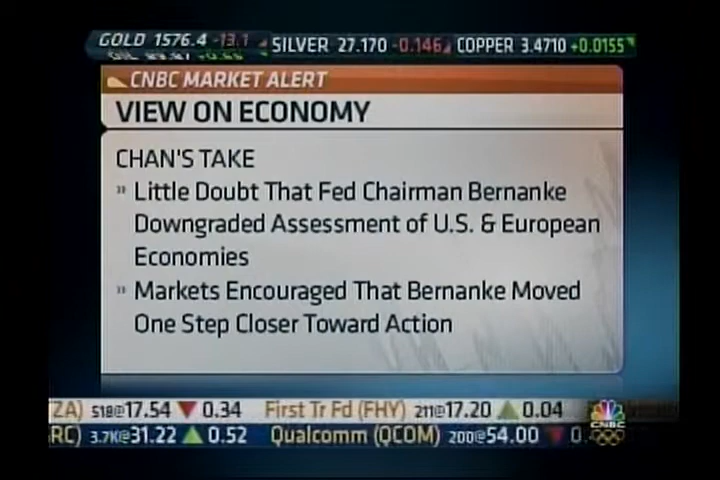 GOLD 1576.4 -13.1 SILVER 27.170 -0.146 COPPER 3.4710 +0.0155
CNBC MARKET ALERT
VIEW ON ECONOMY
CHAN'S TAKE
» Little Doubt That Fed Chairman Bernanke
Downgraded Assessment of U.S. & European
Economies
» Markets Encouraged That Bernanke Moved
One Step Closer Toward Action
ZA) 518@17.54 ▼ 0.34 First Tr Fd (FHY) 211@17.20 ▲ 0.04
RC) 3.7K@31.22 ▲ 0.52 Qualcomm (QCOM) 200@54.00 ▼ 0.
CNBC